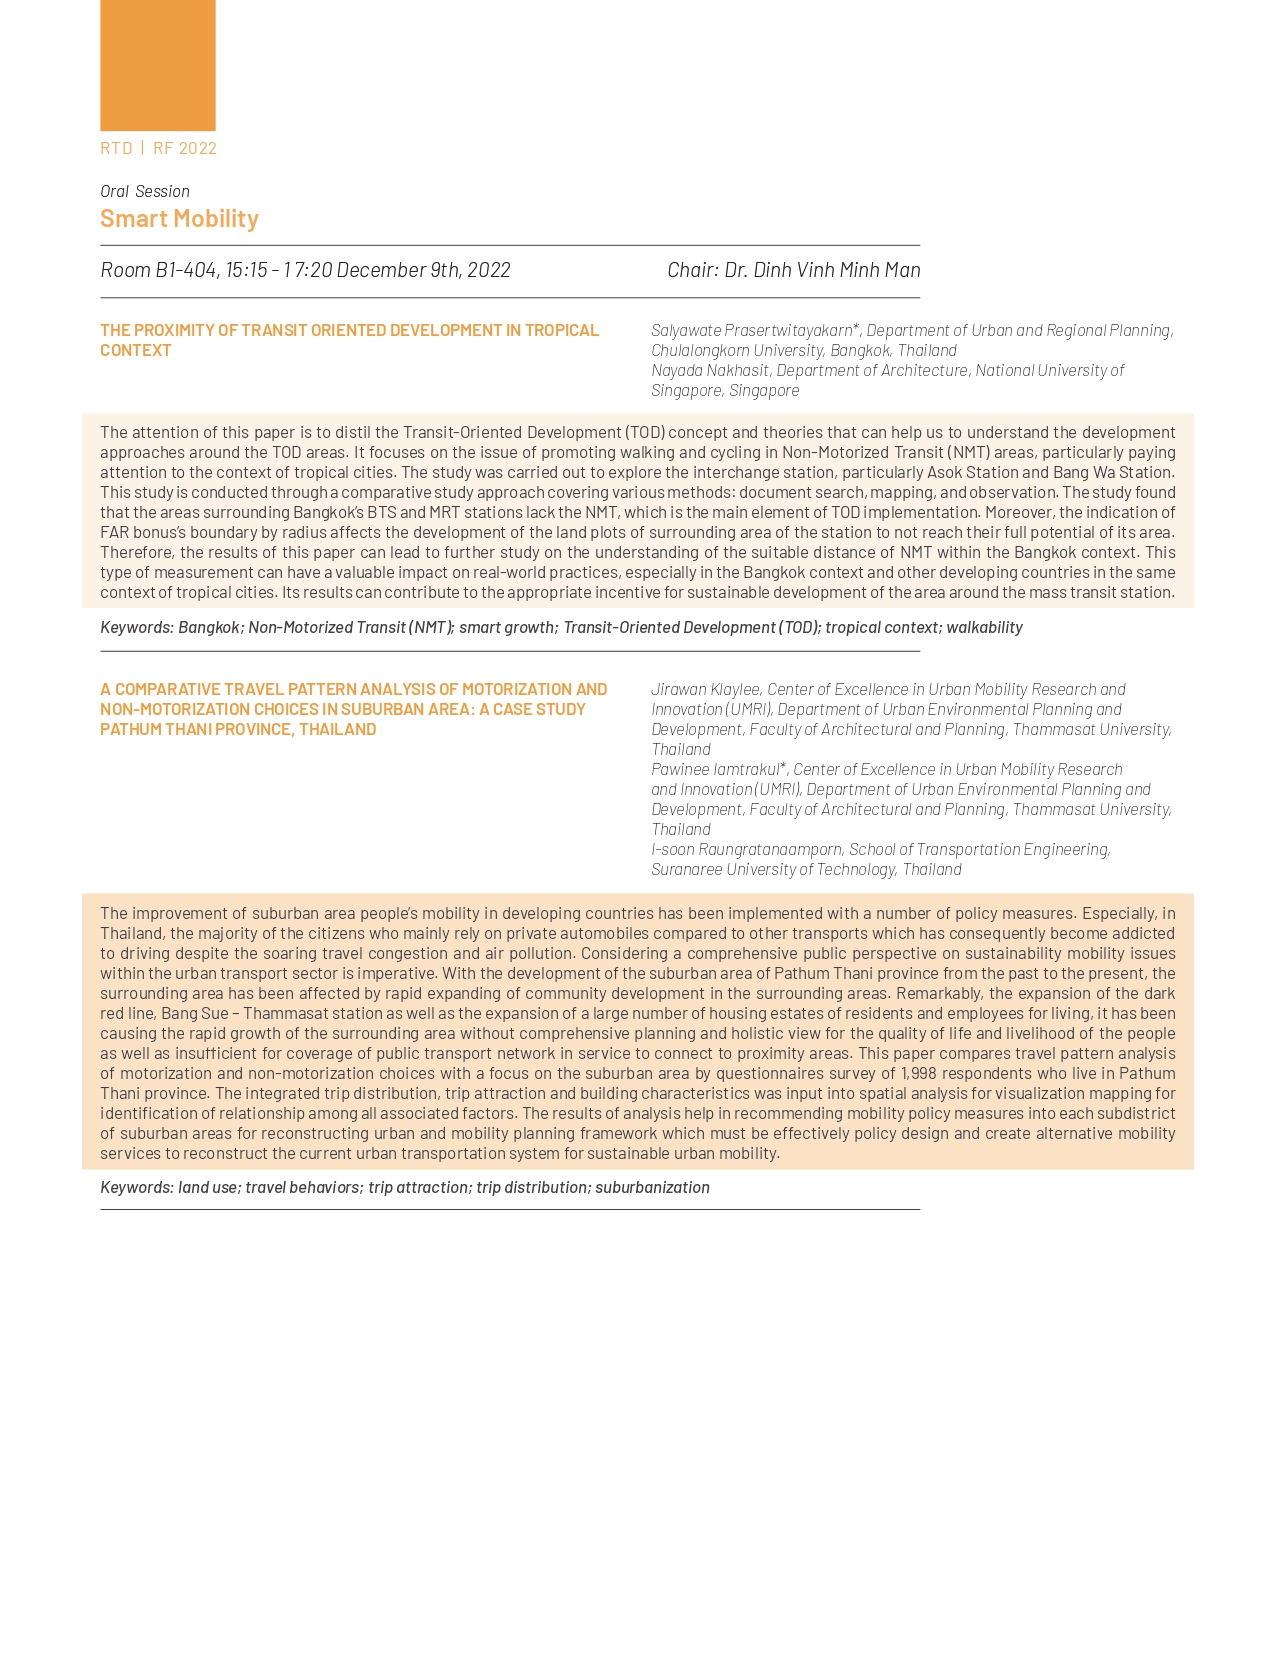 RTD | RF 2022
Oral Session
Smart Mobility
Room B1-404, 15:15 - 1 7:20 December 9th, 2022
Chair: Dr. Dinh Vinh Minh Man
THE PROXIMITY OF TRANSIT ORIENTED DEVELOPMENT IN TROPICAL
CONTEXT
Salyawate Prasertwitayakarn*, Department of Urban and Regional Planning,
Chulalongkorn University, Bangkok, Thailand
Nayada Nakhasit, Department of Architecture, National University of
Singapore, Singapore
The attention of this paper is to distil the Transit-Oriented Development (TOD) concept and theories that can help us to understand the development
approaches around the TOD areas. It focuses on the issue of promoting walking and cycling in Non-Motorized Transit (NMT) areas, particularly paying
attention to the context of tropical cities. The study was carried out to explore the interchange station, particularly Asok Station and Bang Wa Station.
This study is conducted through a comparative study approach covering various methods: document search, mapping, and observation. The study found
that the areas surrounding Bangkok's BTS and MRT stations lack the NMT, which is the main element of TOD implementation. Moreover, the indication of
FAR bonus's boundary by radius affects the development of the land plots of surrounding area of the station to not reach their full potential of its area.
Therefore, the results of this paper can lead to further study on the understanding of the suitable distance of NMT within the Bangkok context. This
type of measurement can have a valuable impact on real-world practices, especially in the Bangkok context and other developing countries in the same
context of tropical cities. Its results can contribute to the appropriate incentive for sustainable development of the area around the mass transit station.
Keywords: Bangkok; Non-Motorized Transit (NMT); smart growth; Transit-Oriented Development (TOD); tropical context; walkability
A COMPARATIVE TRAVEL PATTERN ANALYSIS OF MOTORIZATION AND
NON-MOTORIZATION CHOICES IN SUBURBAN AREA: A CASE STUDY
PATHUM THANI PROVINCE, THAILAND
Jirawan Klaylee, Center of Excellence in Urban Mobility Research and
Innovation (UMRI), Department of Urban Environmental Planning and
Development, Faculty of Architectural and Planning, Thammasat University,
Thailand
Pawinee Iamtrakul*, Center of Excellence in Urban Mobility Research
and Innovation (UMRI), Department of Urban Environmental Planning and
Development, Faculty of Architectural and Planning, Thammasat University,
Thailand
I-soon Raungratanaamporn, School of Transportation Engineering,
Suranaree University of Technology, Thailand
The improvement of suburban area people's mobility in developing countries has been implemented with a number of policy measures. Especially, in
Thailand, the majority of the citizens who mainly rely on private automobiles compared to other transports which has consequently become addicted
to driving despite the soaring travel congestion and air pollution. Considering a comprehensive public perspective on sustainability mobility issues
within the urban transport sector is imperative. With the development of the suburban area of Pathum Thani province from the past to the present, the
surrounding area has been affected by rapid expanding of community development in the surrounding areas. Remarkably, the expansion of the dark
red line, Bang Sue – Thammasat station as well as the expansion of a large number of housing estates of residents and employees for living, it has been
causing the rapid growth of the surrounding area without comprehensive planning and holistic view for the quality of life and livelihood of the people
as well as insufficient for coverage of public transport network in service to connect to proximity areas. This paper compares travel pattern analysis
of motorization and non-motorization choices with a focus on the suburban area by questionnaires survey of 1,998 respondents who live in Pathum
Thani province. The integrated trip distribution, trip attraction and building characteristics was input into spatial analysis for visualization mapping for
identification of relationship among all associated factors. The results of analysis help in recommending mobility policy measures into each subdistrict
of suburban areas for reconstructing urban and mobility planning framework which must be effectively policy design and create alternative mobility
services to reconstruct the current urban transportation system for sustainable urban mobility.
Keywords: land use; travel behaviors; trip attraction; trip distribution; suburbanization